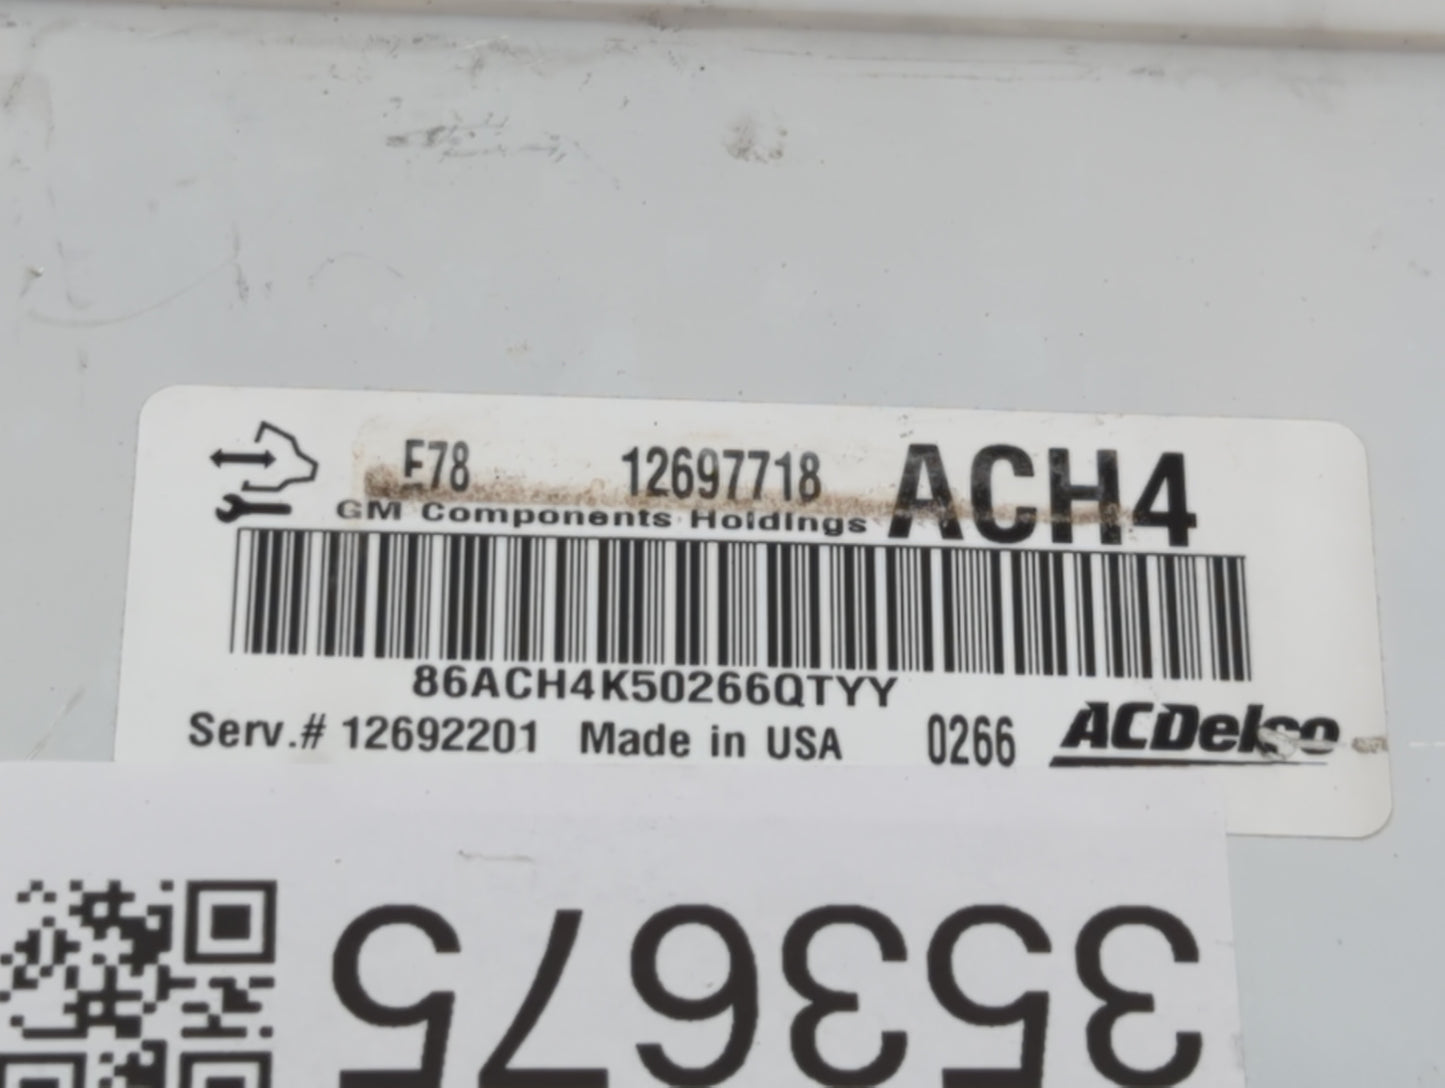 E78 12697718 ACH4
GM Components Holdings
86ACH4K50266QTYY
Serv.# 12692201 Made in USA 0266 ACDelco
353675